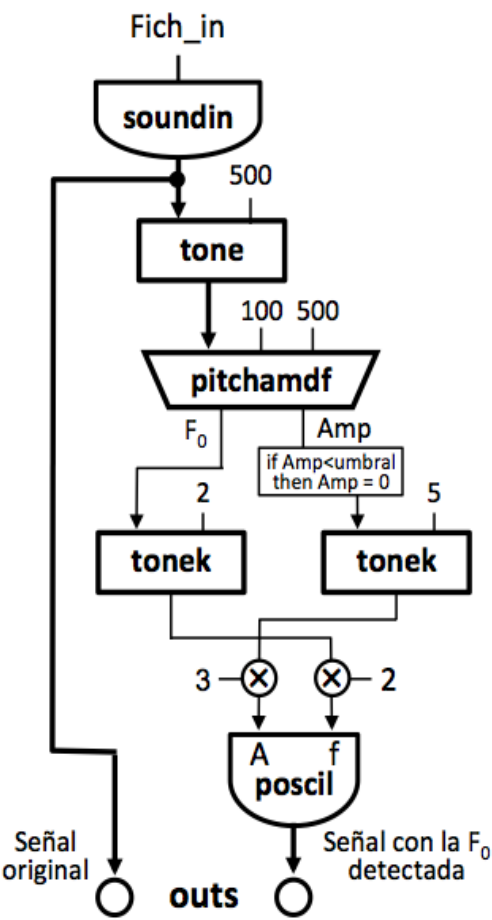 Fich_in
soundin
500
tone
100 500
pitchamdf
F₀
Amp
if Amp<umbral
then Amp = 0
2
5
tonek
tonek
3
×
×
2
A f
poscil
Señal
original
outs
Señal con la F₀
detectada